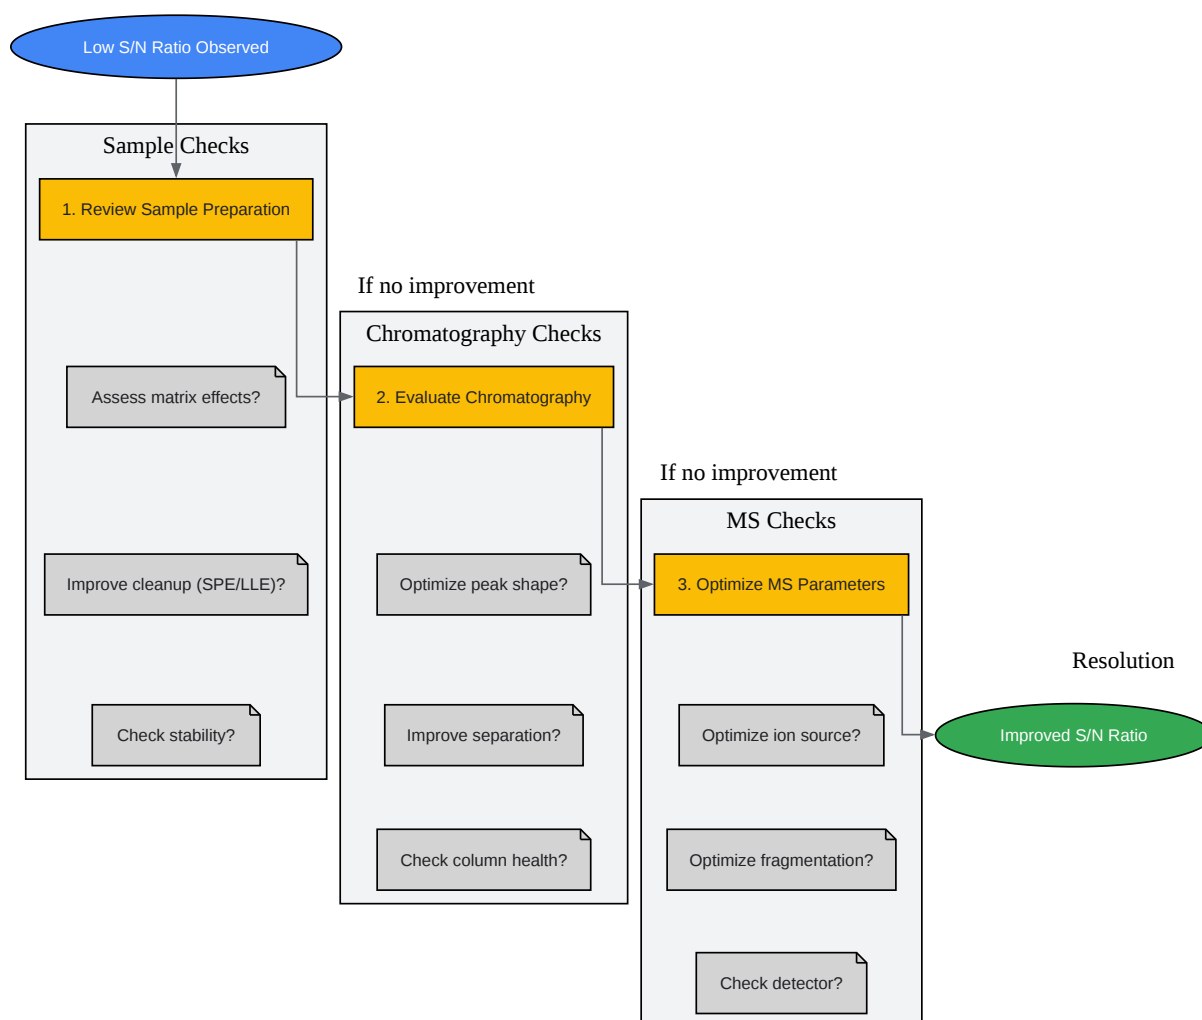 Low S/N Ratio Observed
Sample Checks
1. Review Sample Preparation
Assess matrix effects?
Improve cleanup (SPE/LLE)?
Check stability?
If no improvement
Chromatography Checks
2. Evaluate Chromatography
Optimize peak shape?
Improve separation?
Check column health?
If no improvement
MS Checks
3. Optimize MS Parameters
Optimize ion source?
Optimize fragmentation?
Check detector?
Resolution
Improved S/N Ratio